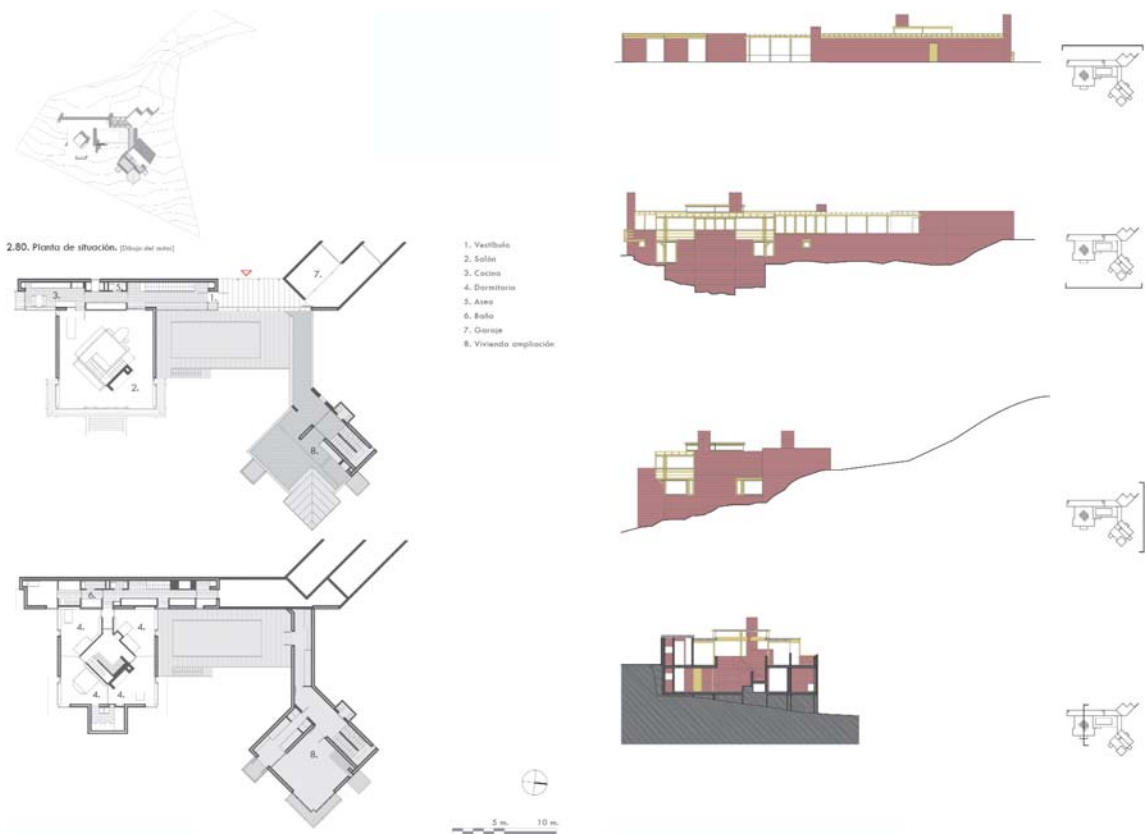 2.80. Planta de situación. [Dibujo del autor]
1. Vestíbulo
2. Salón
3. Cocina
4. Dormitorio
5. Aseo
6. Baño
7. Garaje
8. Vivienda ampliación
7.
3.
5.
1.
2.
8.
6.
4.
4.
4.
4.
8.
5 m.
10 m.